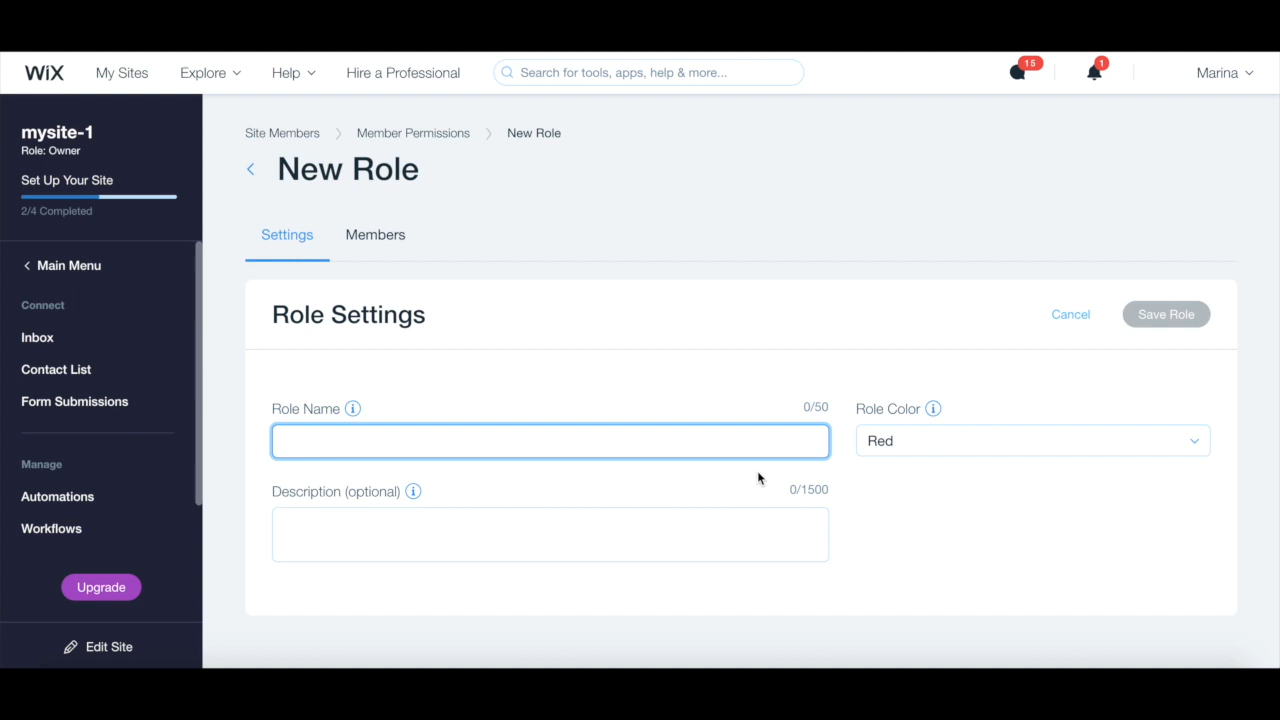 WiX My Sites Explore Help Hire a Professional Search for tools, apps, help & more... 15 1 Marina
mysite-1
Role: Owner
Set Up Your Site
2/4 Completed
Main Menu
Connect
Inbox
Contact List
Form Submissions
Manage
Automations
Workflows
Upgrade
Edit Site
Site Members Member Permissions New Role
New Role
Settings Members
Role Settings Cancel Save Role
Role Name 0/50 Role Color
Red
Description (optional) 0/1500